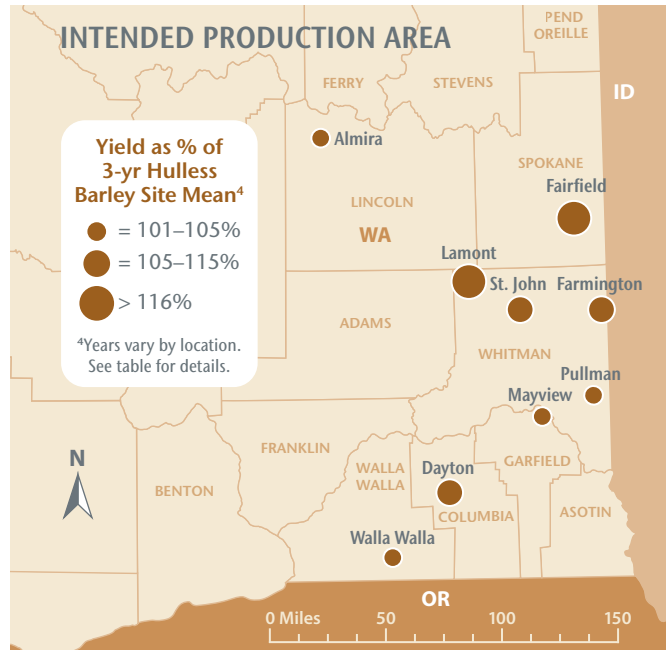 INTENDED PRODUCTION AREA
PEND
OREILLE
FERRY
STEVENS
ID
Almira
Yield as % of
3-yr Hulless
Barley Site Mean⁴
= 101–105%
= 105–115%
> 116%
⁴Years vary by location.
See table for details.
SPOKANE
Fairfield
LINCOLN
WA
Lamont
St. John
Farmington
ADAMS
WHITMAN
Pullman
Mayview
FRANKLIN
N
WALLA
WALLA
Dayton
GARFIELD
BENTON
COLUMBIA
ASOTIN
Walla Walla
OR
0 Miles
50
100
150